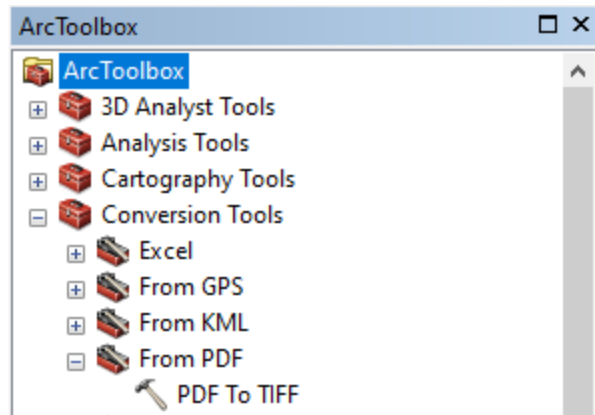 ArcToolbox
ArcToolbox
3D Analyst Tools
Analysis Tools
Cartography Tools
Conversion Tools
Excel
From GPS
From KML
From PDF
PDF To TIFF